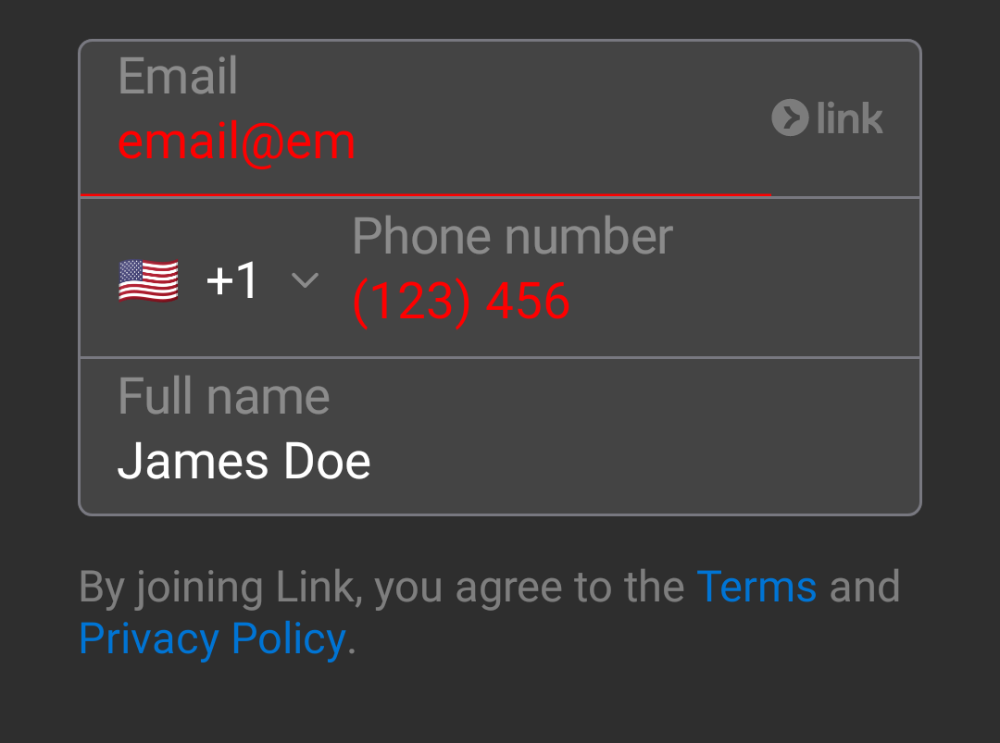 Email
email@em
link
Phone number
+1
(123) 456
Full name
James Doe
By joining Link, you agree to the Terms and
Privacy Policy.